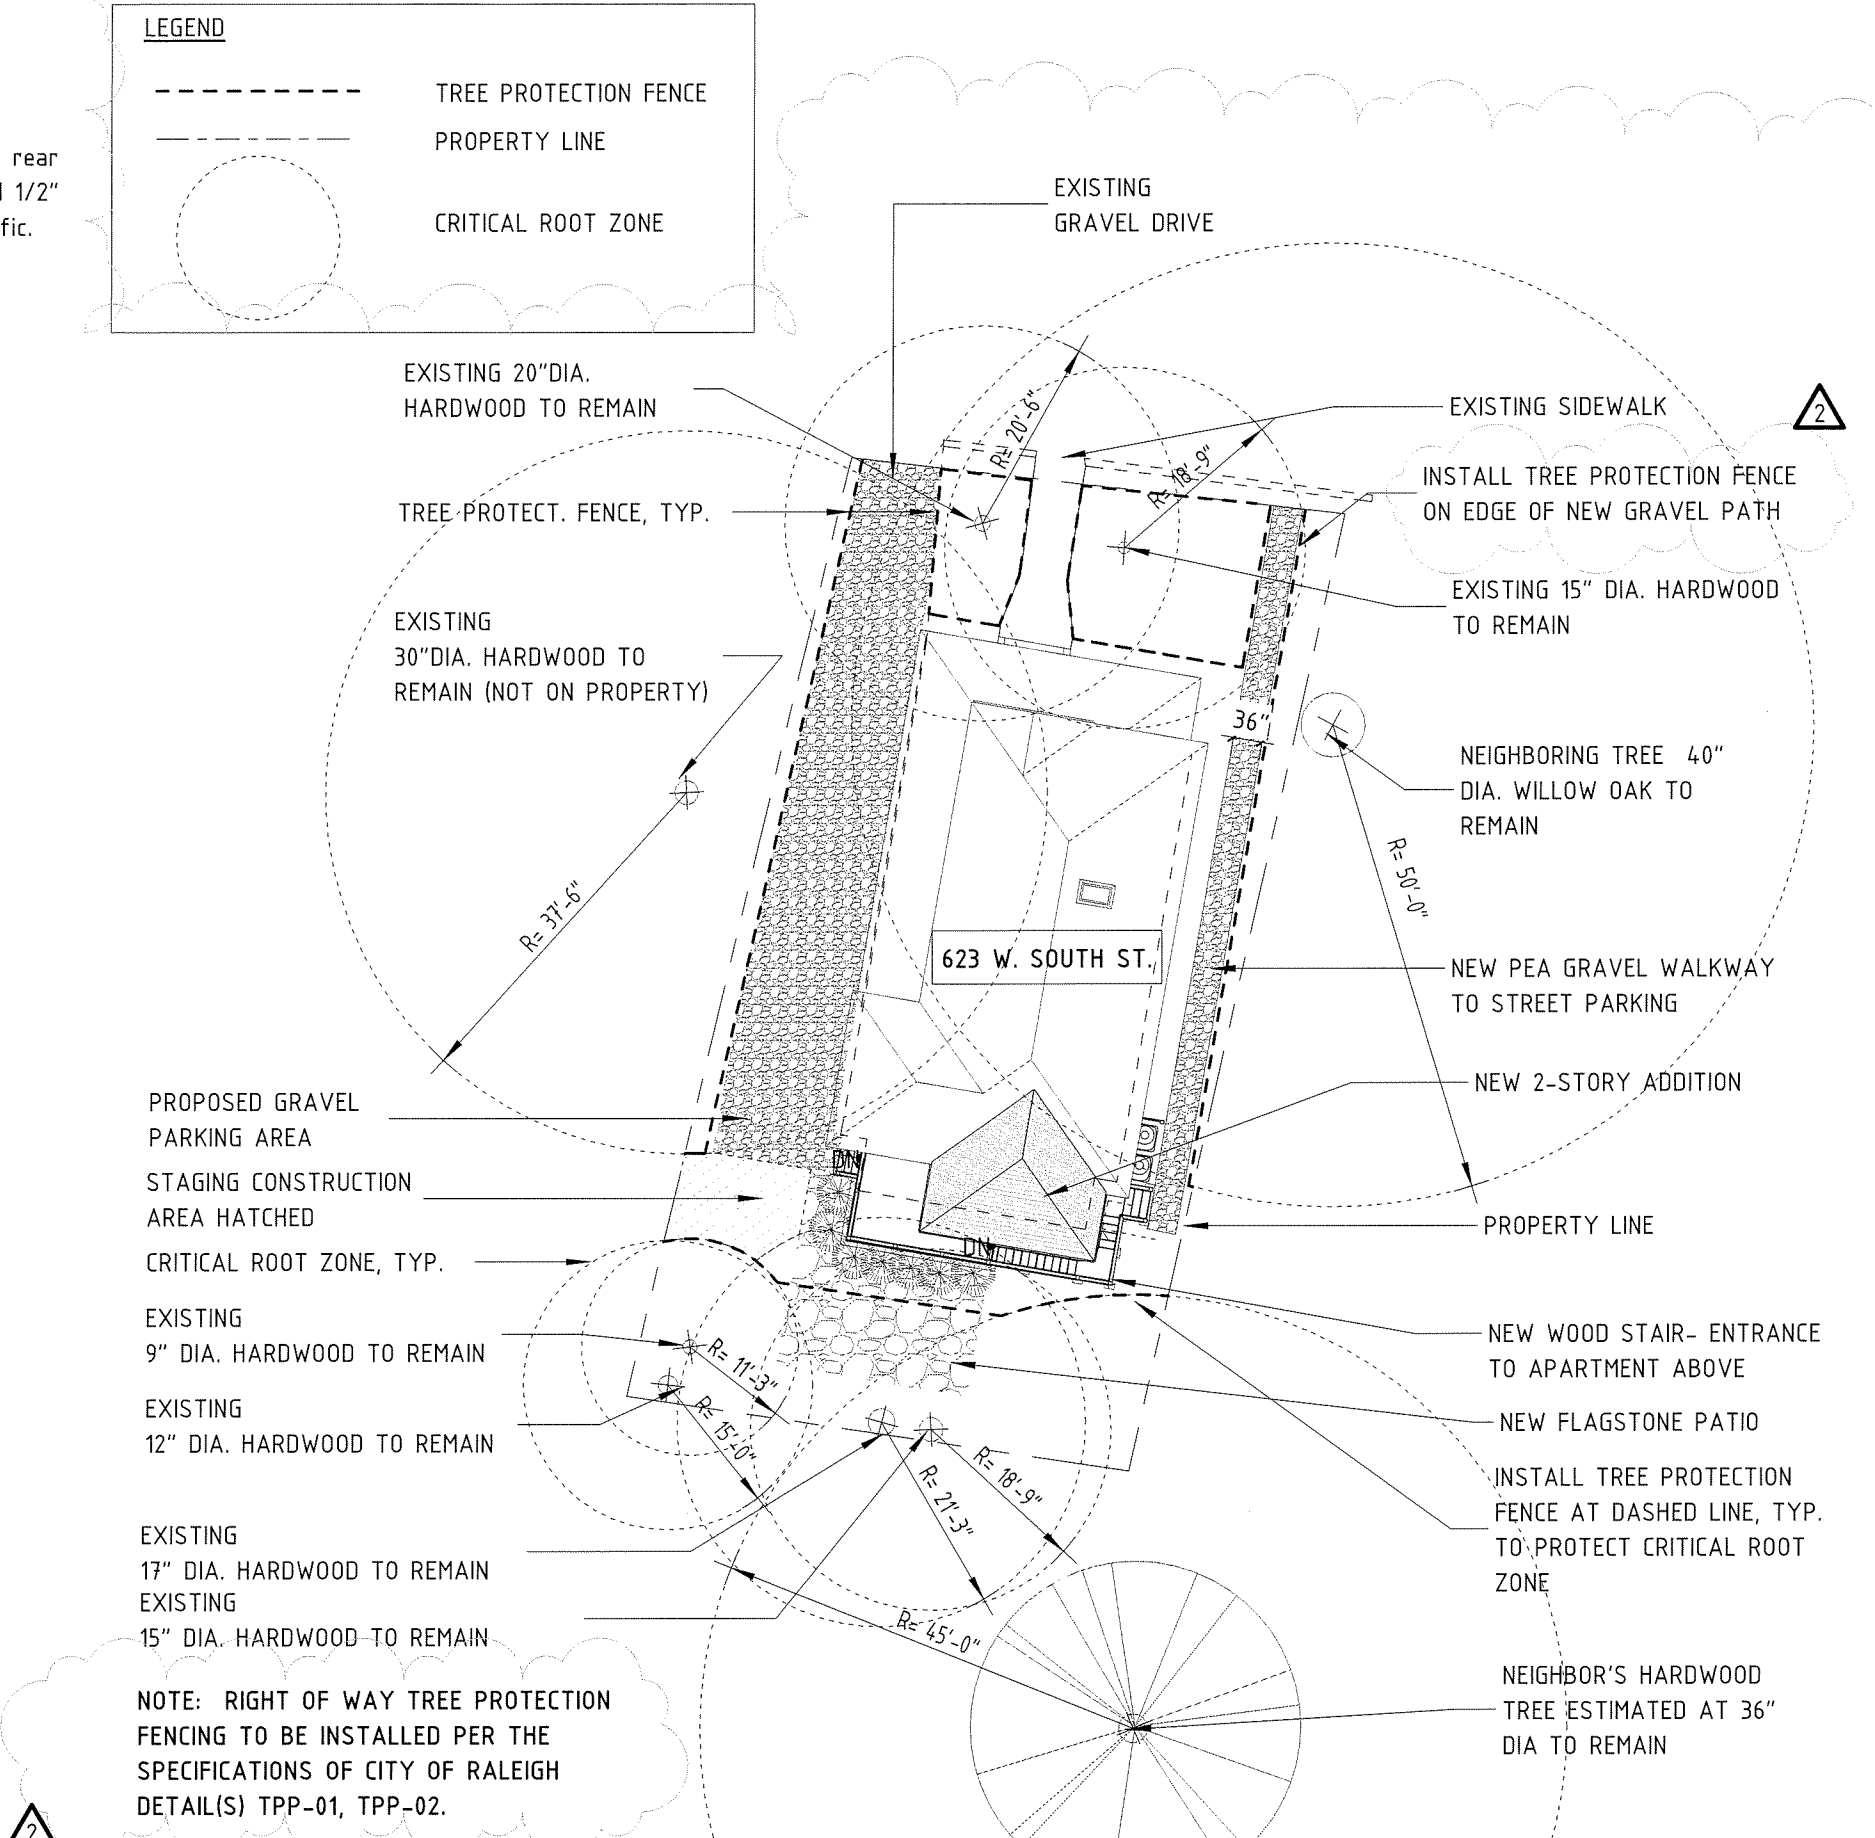 LEGEND
TREE PROTECTION FENCE
PROPERTY LINE
CRITICAL ROOT ZONE
rear
1/2"
EXISTING
GRAVEL DRIVE
EXISTING 20"DIA.
HARDWOOD TO REMAIN
R= 20'-6"
EXISTING SIDEWALK
2
R= 18'-9"
INSTALL TREE PROTECTION FENCE
ON EDGE OF NEW GRAVEL PATH
TREE PROTECT. FENCE, TYP.
EXISTING 15" DIA. HARDWOOD
TO REMAIN
EXISTING
30"DIA. HARDWOOD TO
REMAIN (NOT ON PROPERTY)
36"
NEIGHBORING TREE 40"
DIA. WILLOW OAK TO
REMAIN
R= 37'-6"
R= 50'-0"
623 W. SOUTH ST.
NEW PEA GRAVEL WALKWAY
TO STREET PARKING
NEW 2-STORY ADDITION
PROPOSED GRAVEL
PARKING AREA
DN
STAGING CONSTRUCTION
AREA HATCHED
PROPERTY LINE
DN
CRITICAL ROOT ZONE, TYP.
EXISTING
9" DIA. HARDWOOD TO REMAIN
R= 11'-3"
NEW WOOD STAIR- ENTRANCE
TO APARTMENT ABOVE
EXISTING
12" DIA. HARDWOOD TO REMAIN
R= 15'-0"
NEW FLAGSTONE PATIO
R= 18'-9"
R= 21'-3"
INSTALL TREE PROTECTION
FENCE AT DASHED LINE, TYP.
TO PROTECT CRITICAL ROOT
ZONE
EXISTING
17" DIA. HARDWOOD TO REMAIN
EXISTING
15" DIA. HARDWOOD TO REMAIN
R= 45'-0"
NEIGHBOR'S HARDWOOD
TREE ESTIMATED AT 36"
DIA TO REMAIN
NOTE: RIGHT OF WAY TREE PROTECTION
FENCING TO BE INSTALLED PER THE
SPECIFICATIONS OF CITY OF RALEIGH
DETAIL(S) TPP-01, TPP-02.
2